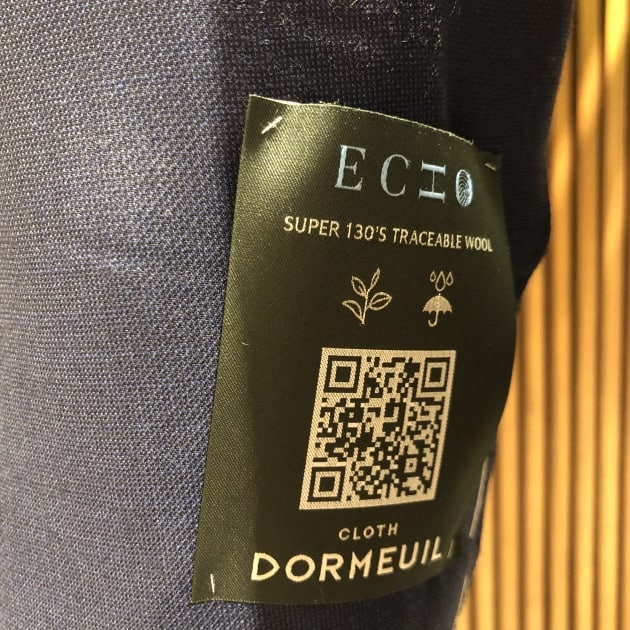 ECHO
SUPER 130'S TRACEABLE WOOL
CLOTH
DORMEUIL